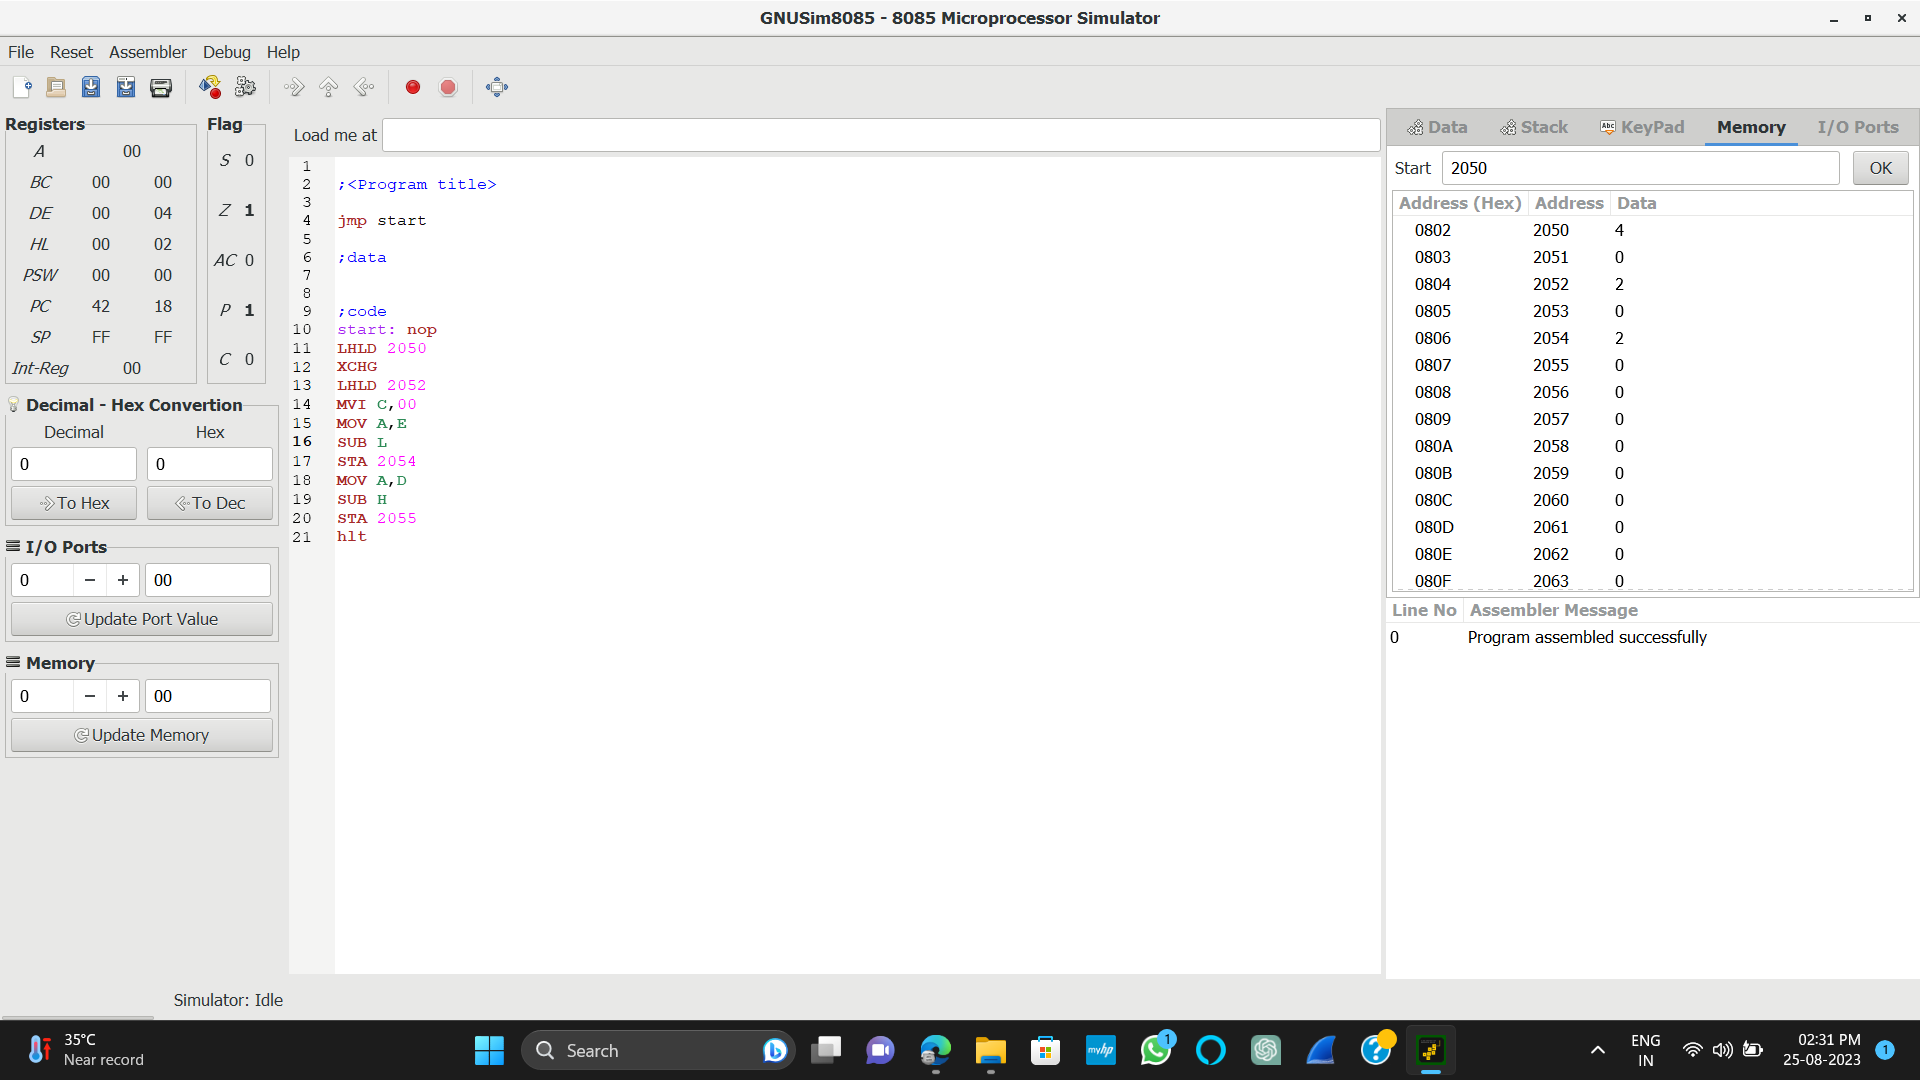 GNUSim8085 - 8085 Microprocessor Simulator
File Reset Assembler Debug Help
Registers
A 00
BC 00 00
DE 00 04
HL 00 02
PSW 00 00
PC 42 18
SP FF FF
Int-Reg 00
Flag
S 0
Z 1
AC 0
P 1
C 0
Decimal - Hex Convertion
Decimal Hex
0 0
To Hex To Dec
I/O Ports
0 − + 00
Update Port Value
Memory
0 − + 00
Update Memory
Load me at
1
2 ;<Program title>
3
4 jmp start
5
6 ;data
7
8
9 ;code
10 start: nop
11 LHLD 2050
12 XCHG
13 LHLD 2052
14 MVI C,00
15 MOV A,E
16 SUB L
17 STA 2054
18 MOV A,D
19 SUB H
20 STA 2055
21 hlt
Data Stack Abc KeyPad Memory I/O Ports
Start 2050 OK
Address (Hex) Address Data
0802 2050 4
0803 2051 0
0804 2052 2
0805 2053 0
0806 2054 2
0807 2055 0
0808 2056 0
0809 2057 0
080A 2058 0
080B 2059 0
080C 2060 0
080D 2061 0
080E 2062 0
080F 2063 0
Line No Assembler Message
0 Program assembled successfully
Simulator: Idle
35°C
Near record
Search
myhp
1
?
ENG
IN
02:31 PM
25-08-2023
1